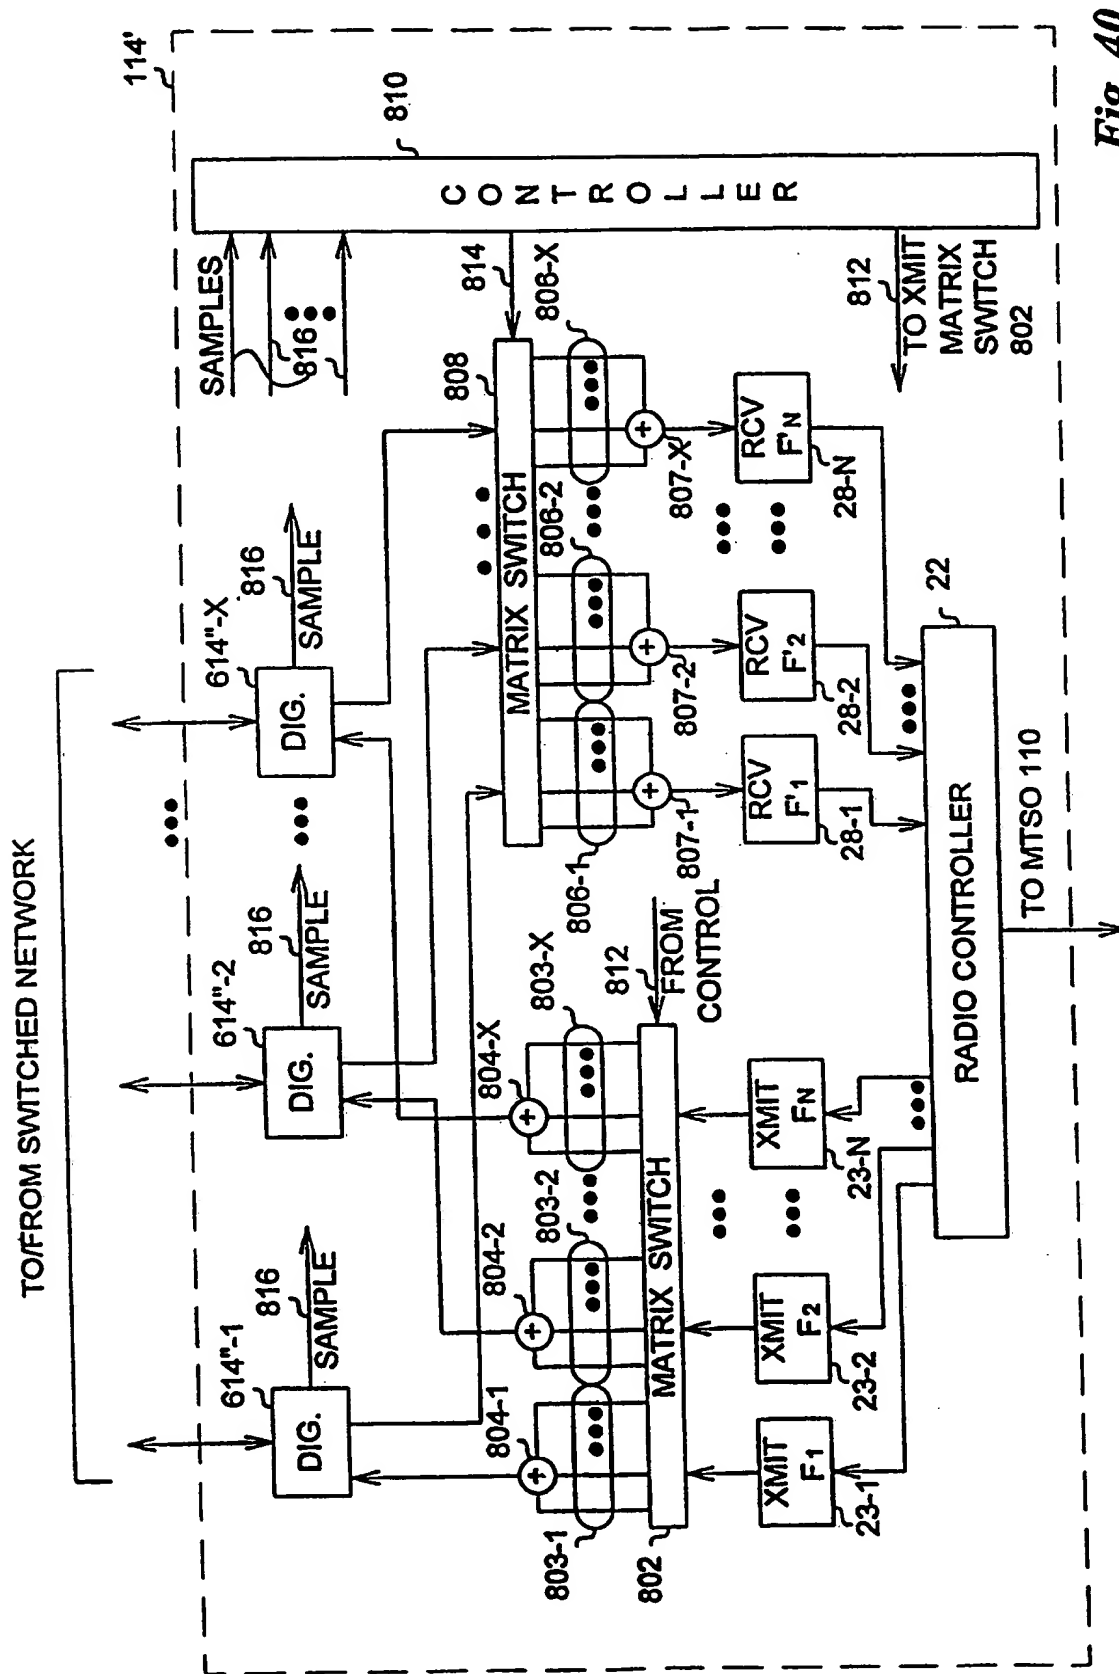 TO/FROM SWITCHED NETWORK
114'
614"-1
614"-2
614"-X
816
816
816
DIG.
DIG.
DIG.
SAMPLE
SAMPLE
SAMPLE
SAMPLES
816
810
CONTROLLER
814
808
MATRIX SWITCH
804-1
804-2
804-X
803-1
803-2
803-X
806-1
806-2
806-X
802
MATRIX SWITCH
812
FROM
CONTROL
807-1
807-2
807-X
XMIT
F1
XMIT
F2
XMIT
FN
RCV
F'1
RCV
F'2
RCV
F'N
23-1
23-2
23-N
28-1
28-2
28-N
812
TO XMIT
MATRIX
SWITCH
802
22
RADIO CONTROLLER
TO MTSO 110
Fig. 40